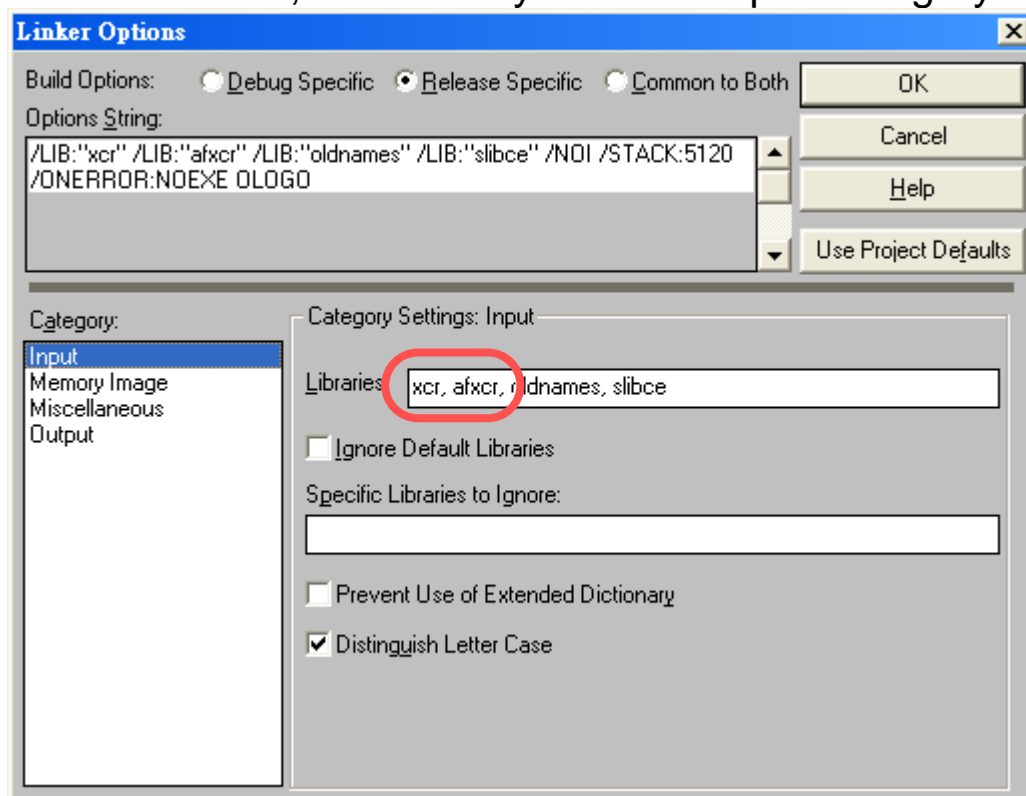 Linker Options
Build Options: Debug Specific Release Specific Common to Both
OK
Options String:
Cancel
/LIB:"xcr" /LIB:"afxcr" /LIB:"oldnames" /LIB:"slibce" /NOI /STACK:5120
/ONERROR:NOEXE OLOGO
Help
Use Project Defaults
Category:
Input
Memory Image
Miscellaneous
Output
Category Settings: Input
Libraries xcr, afxcr, oldnames, slibce
Ignore Default Libraries
Specific Libraries to Ignore:
Prevent Use of Extended Dictionary
Distinguish Letter Case